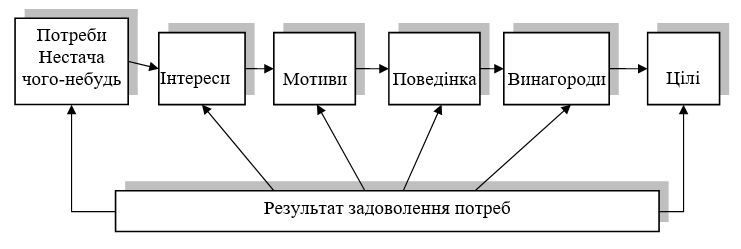 Потреби
Нестача
чого-небудь
Інтереси
Мотиви
Поведінка
Винагороди
Цілі
Результат задоволення потреб